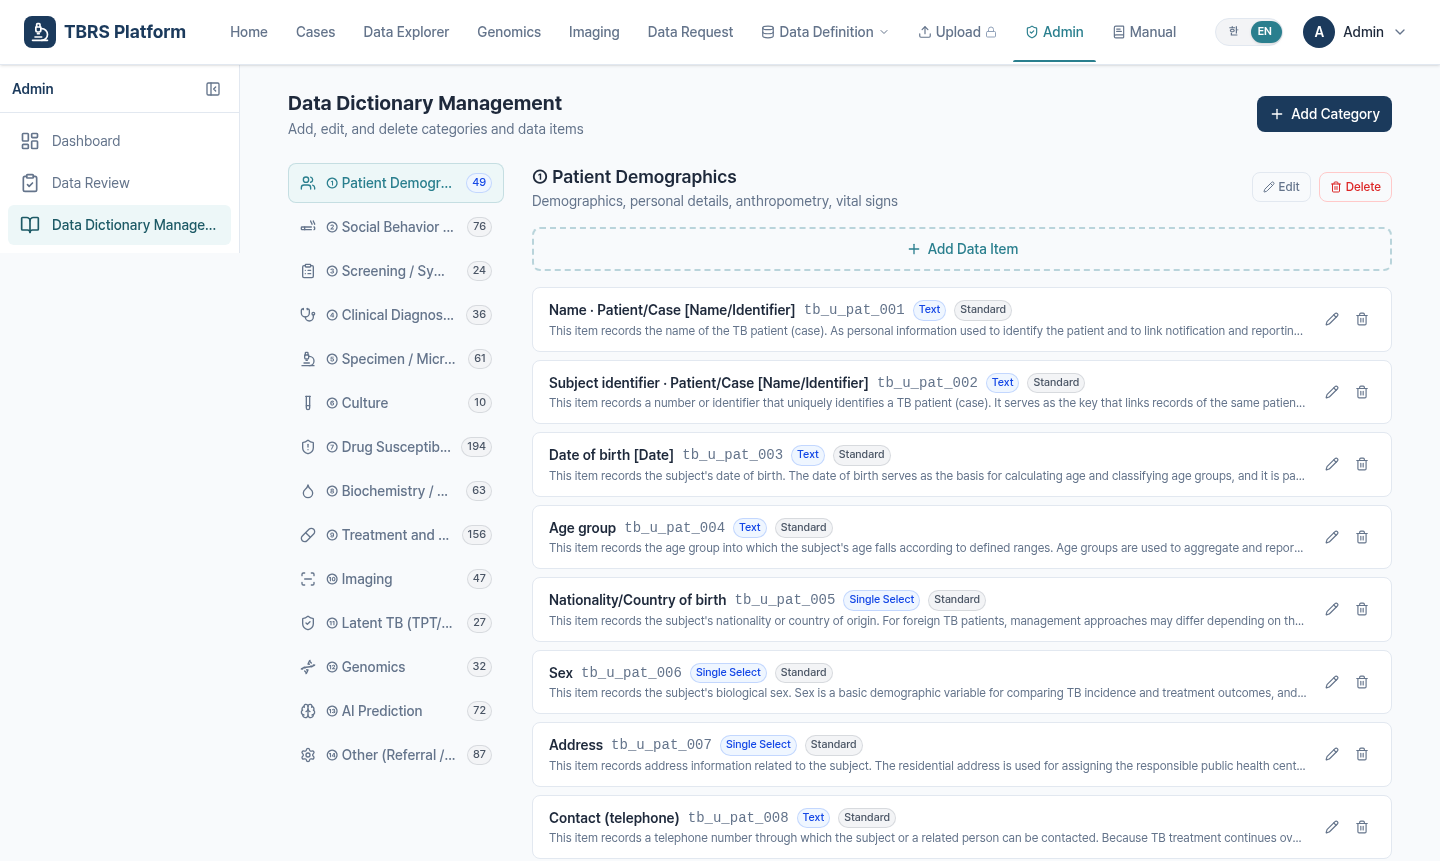 TBRS Platform
Home
Cases
Data Explorer
Genomics
Imaging
Data Request
Data Definition
Upload
Admin
Manual
한
EN
A
Admin
Admin
Dashboard
Data Review
Data Dictionary Manage...
Data Dictionary Management
Add, edit, and delete categories and data items
Add Category
① Patient Demogr... 49
② Social Behavior ... 76
③ Screening / Sy... 24
④ Clinical Diagnos... 36
⑤ Specimen / Micr... 61
⑥ Culture 10
⑦ Drug Susceptib... 194
⑧ Biochemistry / ... 63
⑨ Treatment and ... 156
⑩ Imaging 47
⑪ Latent TB (TPT/... 27
⑫ Genomics 32
⑬ AI Prediction 72
⑭ Other (Referral /... 87
① Patient Demographics
Demographics, personal details, anthropometry, vital signs
Edit
Delete
Add Data Item
Name · Patient/Case [Name/Identifier] tb_u_pat_001 Text Standard
This item records the name of the TB patient (case). As personal information used to identify the patient and to link notification and reportin...
Subject identifier · Patient/Case [Name/Identifier] tb_u_pat_002 Text Standard
This item records a number or identifier that uniquely identifies a TB patient (case). It serves as the key that links records of the same patien...
Date of birth [Date] tb_u_pat_003 Text Standard
This item records the subject's date of birth. The date of birth serves as the basis for calculating age and classifying age groups, and it is pa...
Age group tb_u_pat_004 Text Standard
This item records the age group into which the subject's age falls according to defined ranges. Age groups are used to aggregate and repor...
Nationality/Country of birth tb_u_pat_005 Single Select Standard
This item records the subject's nationality or country of origin. For foreign TB patients, management approaches may differ depending on th...
Sex tb_u_pat_006 Single Select Standard
This item records the subject's biological sex. Sex is a basic demographic variable for comparing TB incidence and treatment outcomes, and...
Address tb_u_pat_007 Single Select Standard
This item records address information related to the subject. The residential address is used for assigning the responsible public health cent...
Contact (telephone) tb_u_pat_008 Text Standard
This item records a telephone number through which the subject or a related person can be contacted. Because TB treatment continues ov...